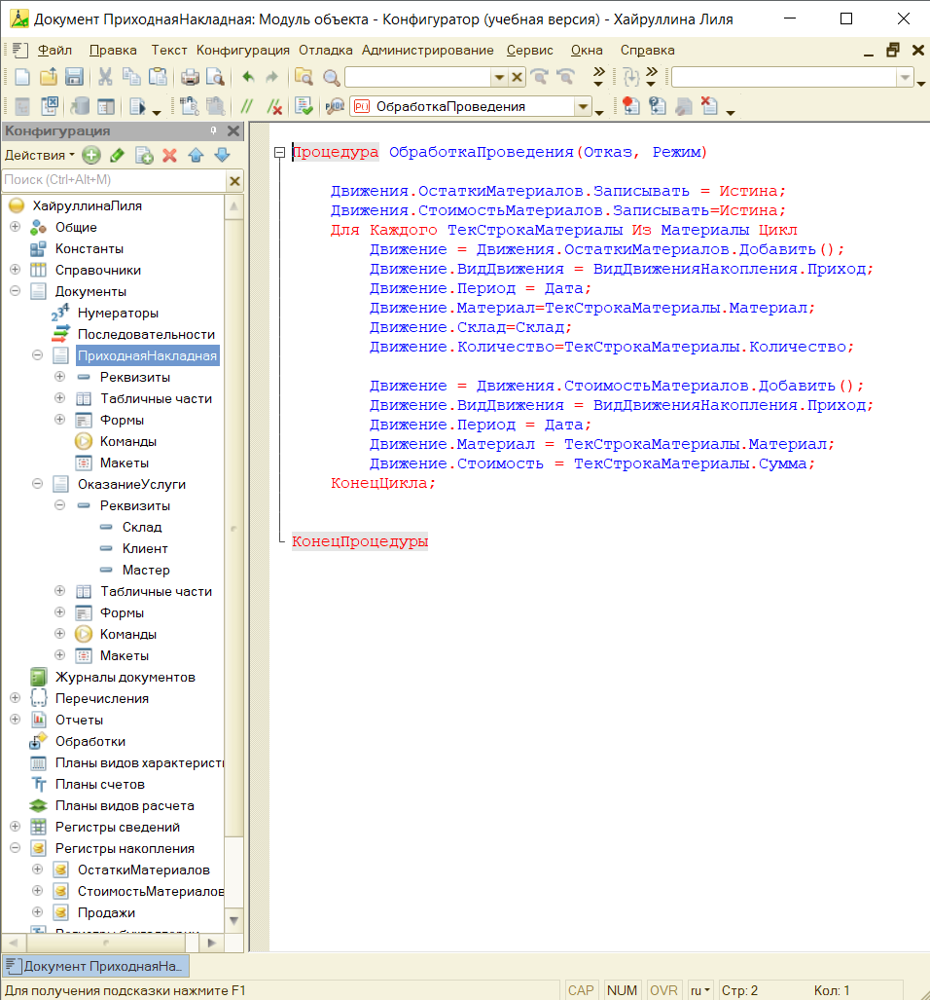 Документ ПриходнаяНакладная: Модуль объекта - Конфигуратор (учебная версия) - Хайруллина Лиля
Файл Правка Текст Конфигурация Отладка Администрирование Сервис Окна Справка
ОбработкаПроведения
Конфигурация
Действия
Поиск (Ctrl+Alt+M)
ХайруллинаЛиля
Общие
Константы
Справочники
Документы
Нумераторы
Последовательности
ПриходнаяНакладная
Реквизиты
Табличные части
Формы
Команды
Макеты
ОказаниеУслуги
Реквизиты
Склад
Клиент
Мастер
Табличные части
Формы
Команды
Макеты
Журналы документов
Перечисления
Отчеты
Обработки
Планы видов характеристи
Планы счетов
Планы видов расчета
Регистры сведений
Регистры накопления
ОстаткиМатериалов
СтоимостьМатериалов
Продажи
Процедура ОбработкаПроведения(Отказ, Режим)
Движения.ОстаткиМатериалов.Записывать = Истина;
Движения.СтоимостьМатериалов.Записывать=Истина;
Для Каждого ТекСтрокаМатериалы Из Материалы Цикл
Движение = Движения.ОстаткиМатериалов.Добавить();
Движение.ВидДвижения = ВидДвиженияНакопления.Приход;
Движение.Период = Дата;
Движение.Материал=ТекСтрокаМатериалы.Материал;
Движение.Склад=Склад;
Движение.Количество=ТекСтрокаМатериалы.Количество;
Движение = Движения.СтоимостьМатериалов.Добавить();
Движение.ВидДвижения = ВидДвиженияНакопления.Приход;
Движение.Период = Дата;
Движение.Материал = ТекСтрокаМатериалы.Материал;
Движение.Стоимость = ТекСтрокаМатериалы.Сумма;
КонецЦикла;
КонецПроцедуры
Документ ПриходнаяНа...
Для получения подсказки нажмите F1
CAP NUM OVR ru Стр: 2 Кол: 1